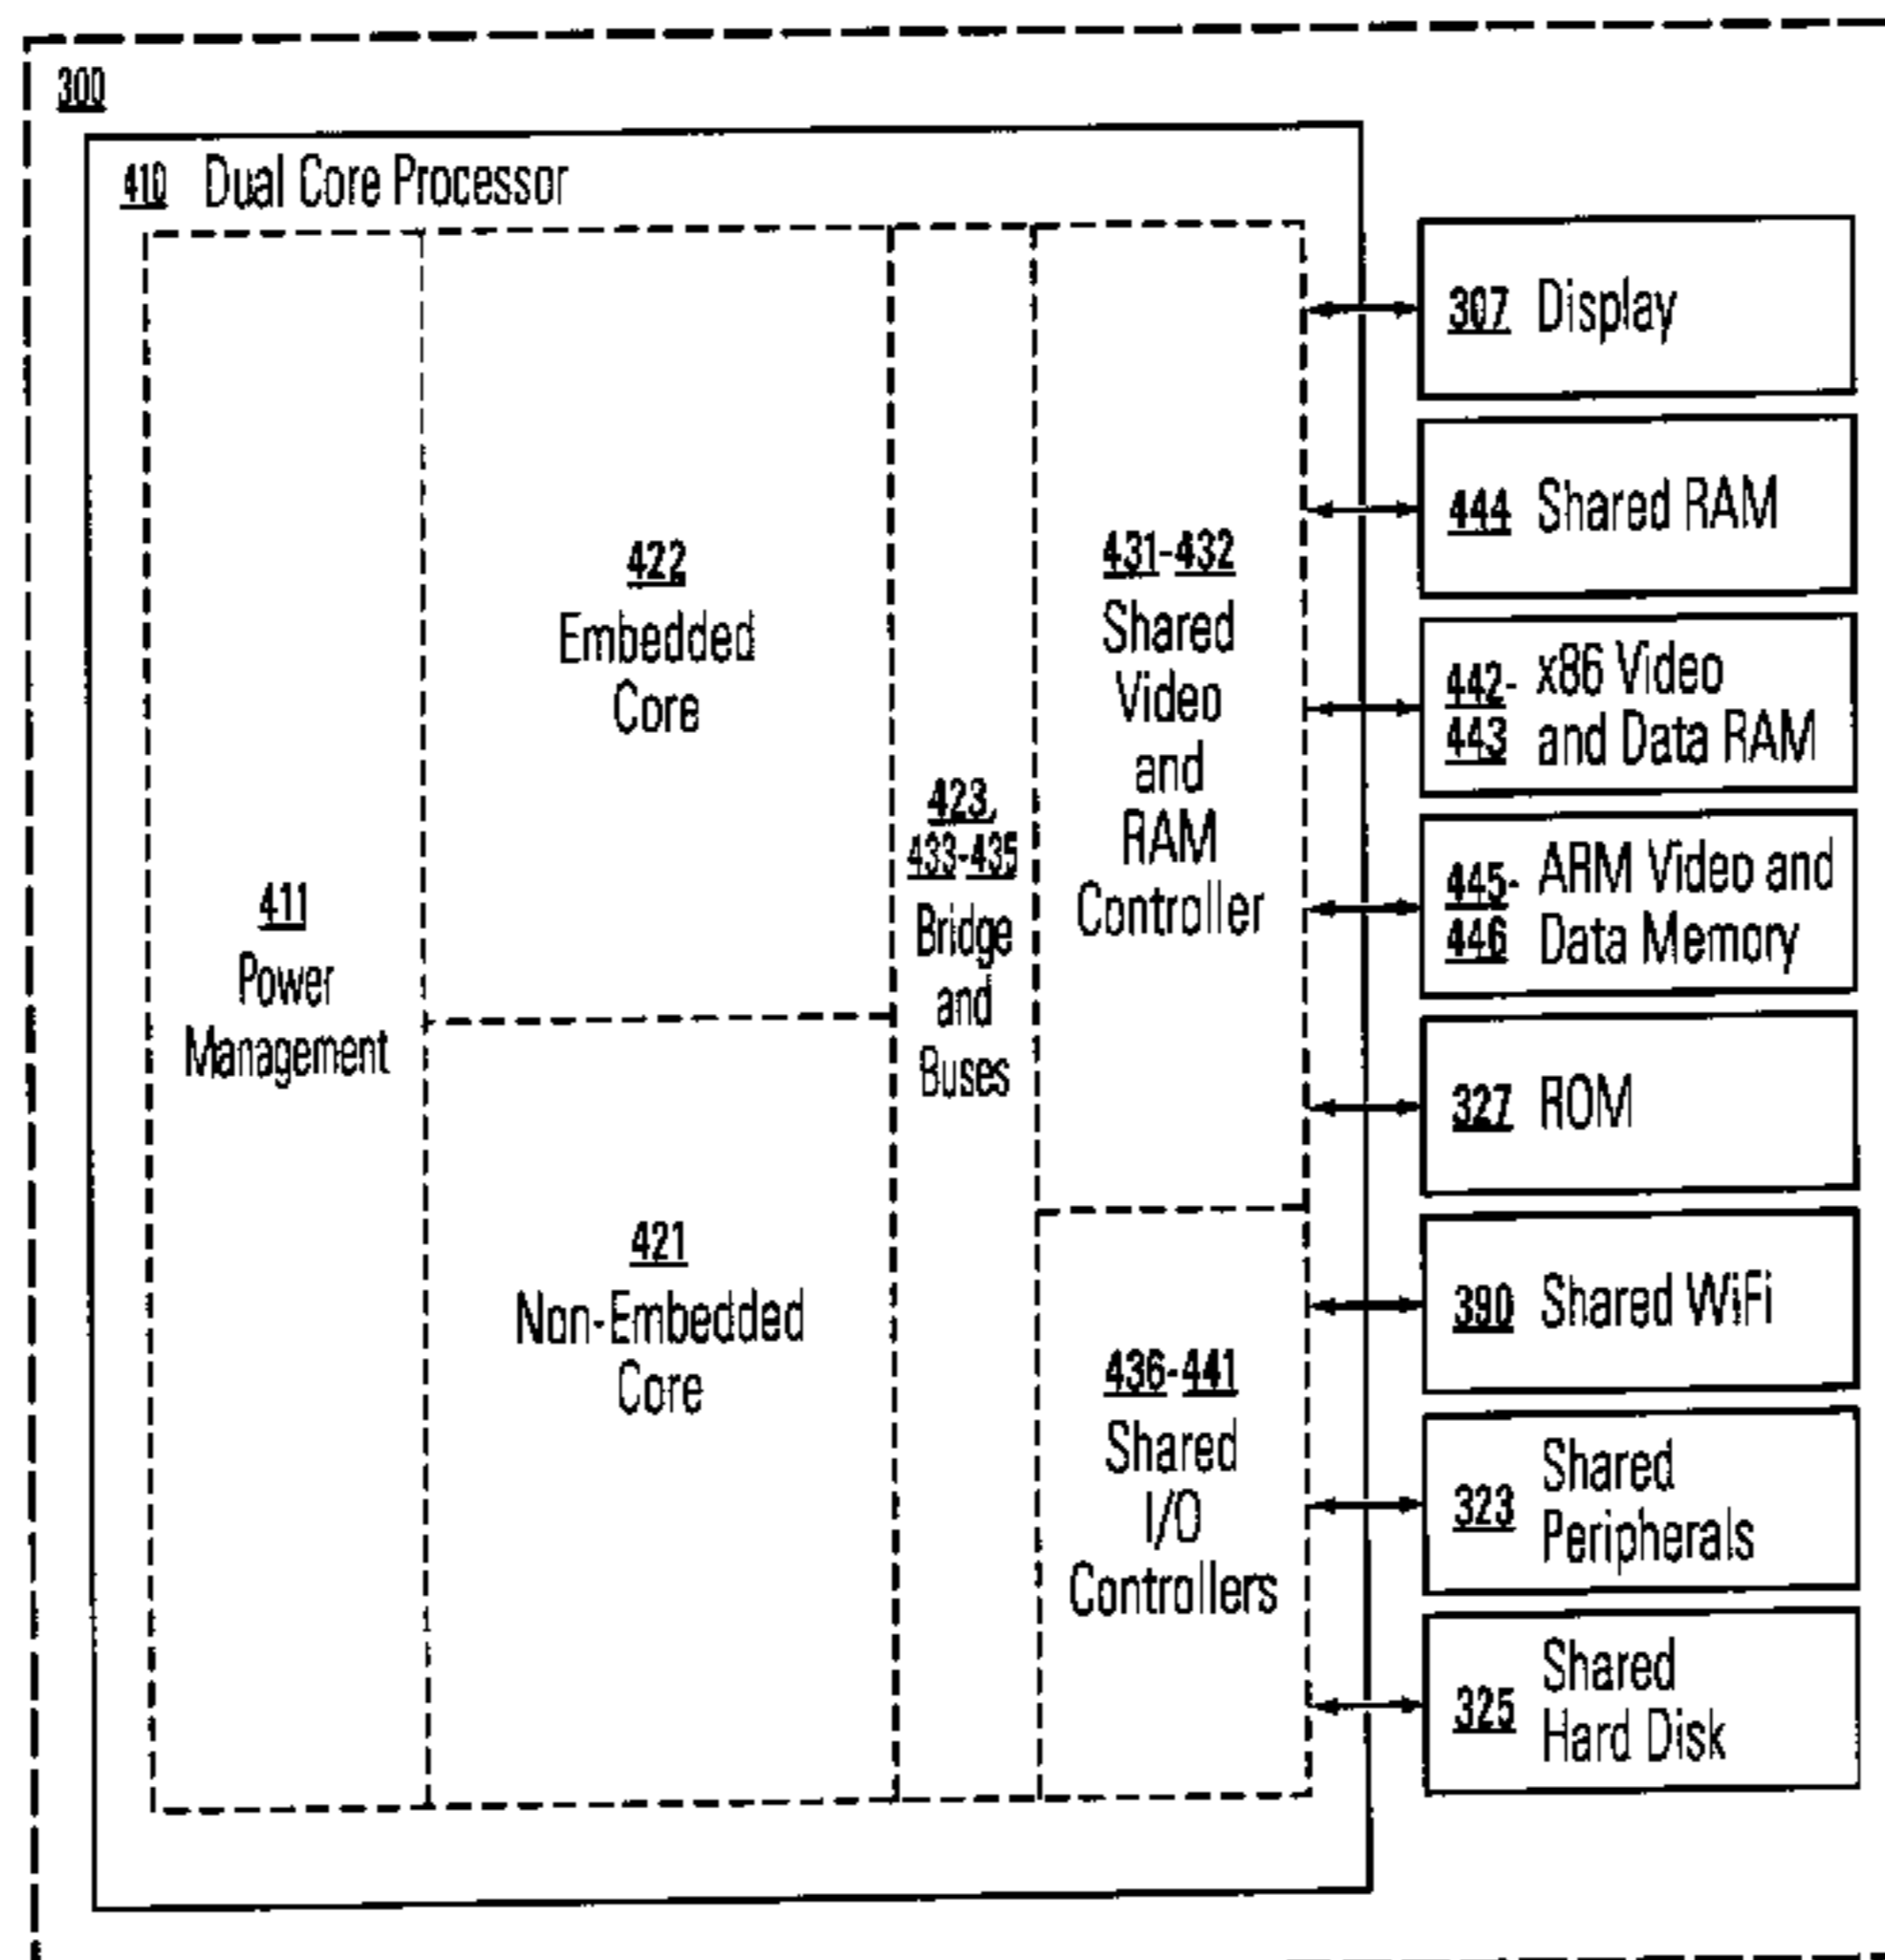 300
410 Dual Core Processor
411
Power
Management
422
Embedded
Core
421
Non-Embedded
Core
423,
433-435
Bridge
and
Buses
431-432
Shared
Video
and
RAM
Controller
436-441
Shared
I/O
Controllers
307 Display
444 Shared RAM
442- x86 Video
443 and Data RAM
445- ARM Video and
446 Data Memory
327 ROM
390 Shared WiFi
323 Shared
Peripherals
325 Shared
Hard Disk